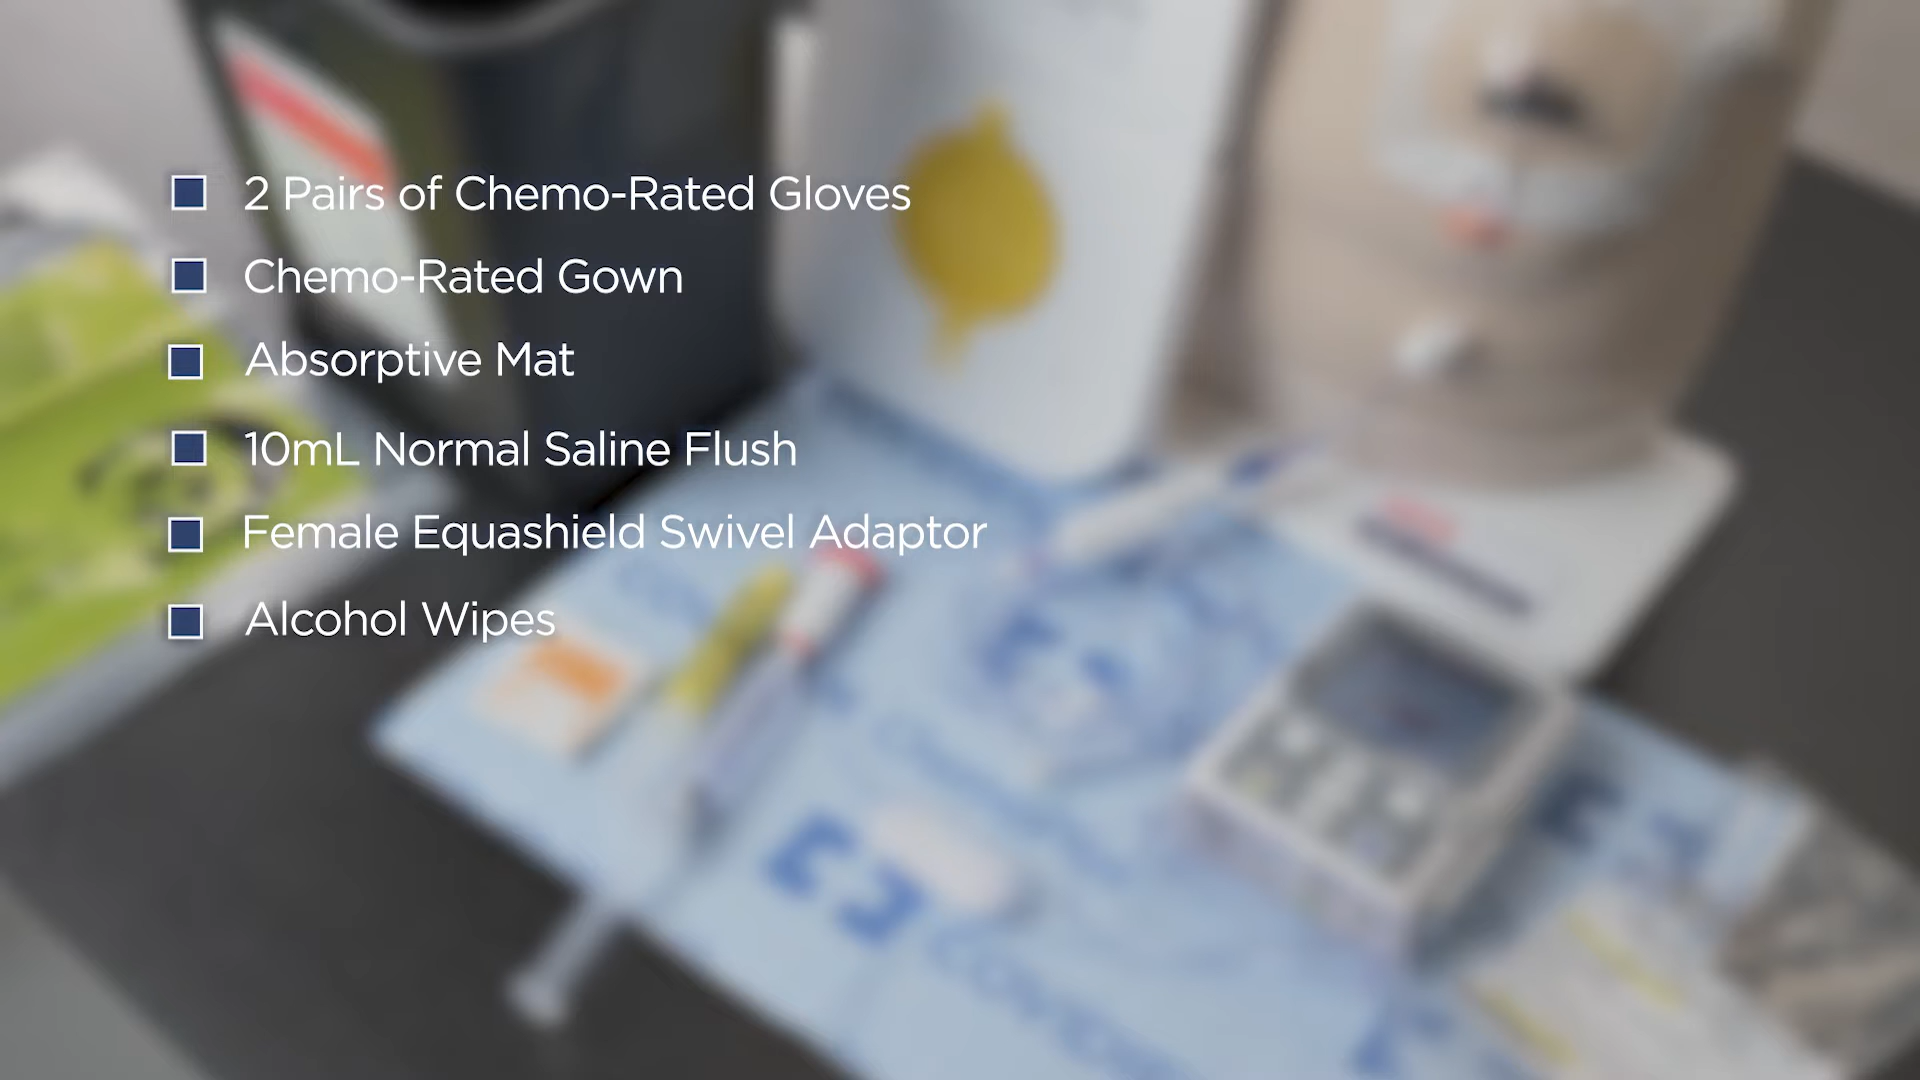 2 Pairs of Chemo-Rated Gloves
Chemo-Rated Gown
Absorptive Mat
10mL Normal Saline Flush
Female Equashield Swivel Adaptor
Alcohol Wipes